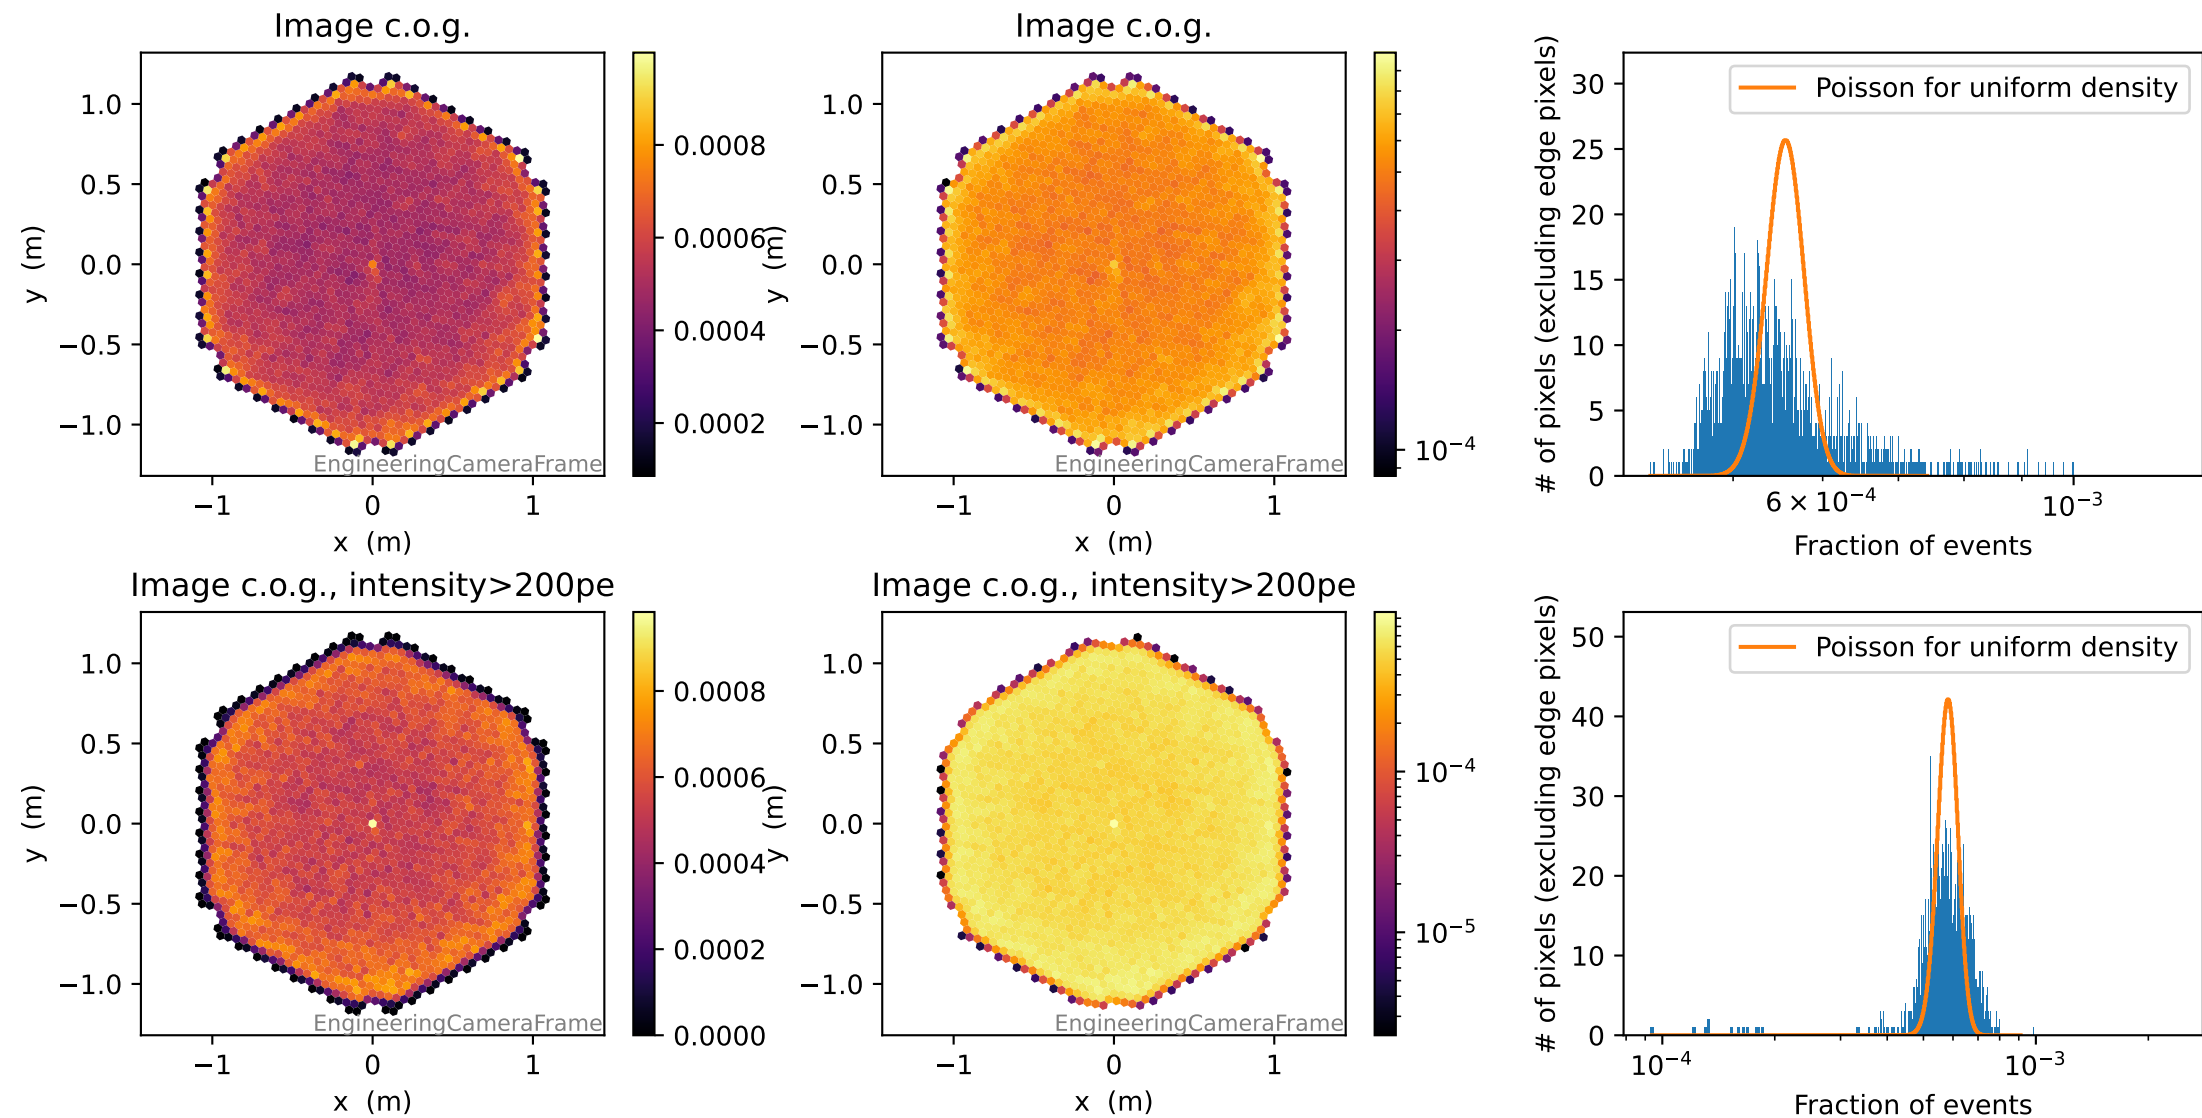 Image c.o.g.
1.0
0.5
0.0
−0.5
−1.0
y (m)
−1
0
1
x (m)
EngineeringCameraFrame
0.0008
0.0006
0.0004
0.0002
Image c.o.g.
1.0
0.5
0.0
−0.5
−1.0
y (m)
−1
0
1
x (m)
EngineeringCameraFrame
10⁻⁴
# of pixels (excluding edge pixels)
30
25
20
15
10
5
0
Poisson for uniform density
6 × 10⁻⁴
10⁻³
Fraction of events
Image c.o.g., intensity>200pe
1.0
0.5
0.0
−0.5
−1.0
y (m)
−1
0
1
x (m)
EngineeringCameraFrame
0.0008
0.0006
0.0004
0.0002
0.0000
Image c.o.g., intensity>200pe
1.0
0.5
0.0
−0.5
−1.0
y (m)
−1
0
1
x (m)
EngineeringCameraFrame
10⁻⁴
10⁻⁵
# of pixels (excluding edge pixels)
50
40
30
20
10
0
Poisson for uniform density
10⁻⁴
10⁻³
Fraction of events